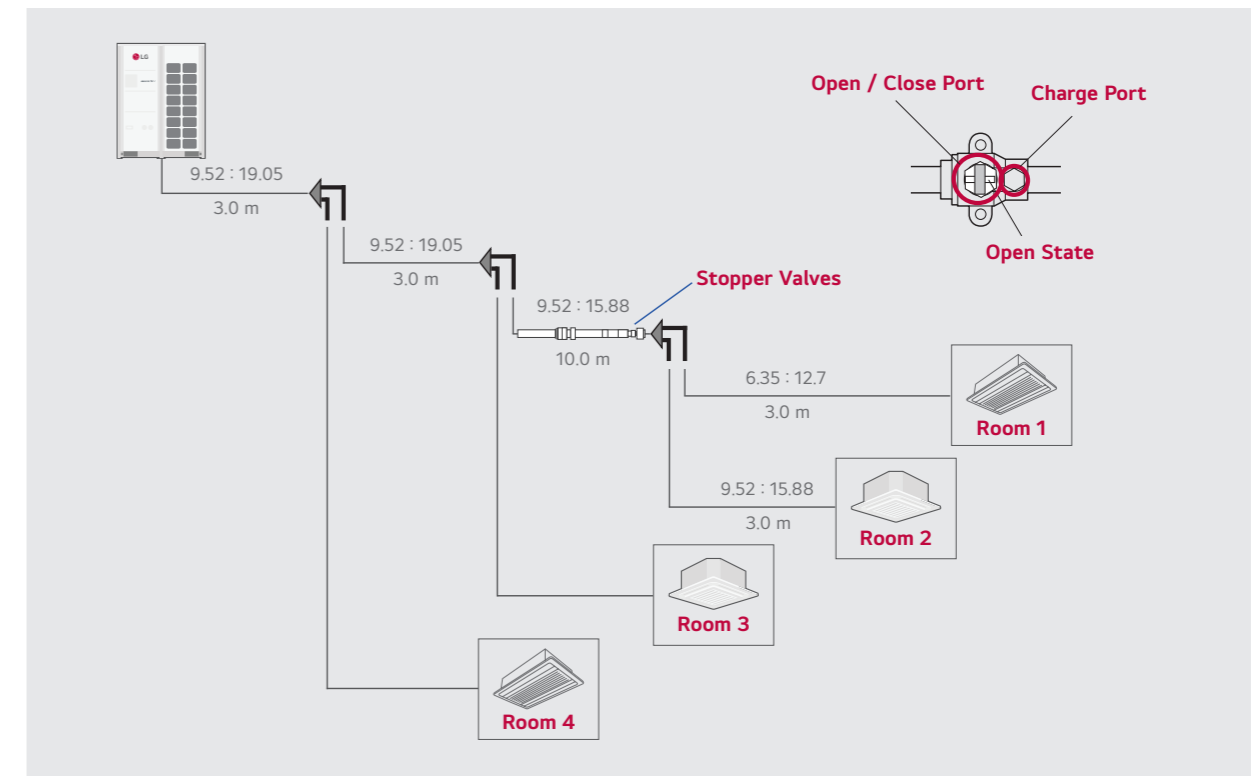 LG
Open / Close Port
Charge Port
Open State
9.52 : 19.05
3.0 m
9.52 : 19.05
3.0 m
Stopper Valves
9.52 : 15.88
10.0 m
6.35 : 12.7
3.0 m
Room 1
9.52 : 15.88
3.0 m
Room 2
Room 3
Room 4